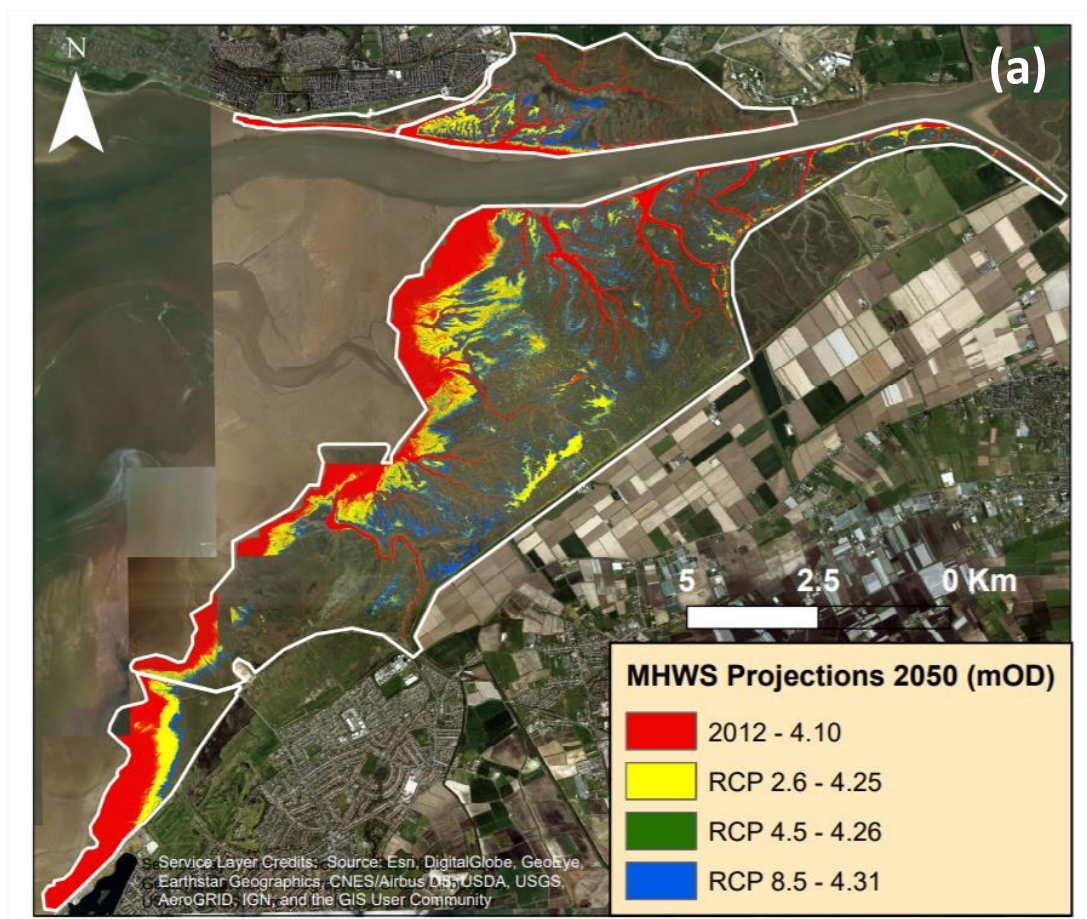 N
(a)
5 2.5 0 Km
MHWS Projections 2050 (mOD)
2012 - 4.10
RCP 2.6 - 4.25
RCP 4.5 - 4.26
RCP 8.5 - 4.31
Service Layer Credits: Source: Esri, DigitalGlobe, GeoEye,
Earthstar Geographics, CNES/Airbus DS, USDA, USGS,
AeroGRID, IGN, and the GIS User Community